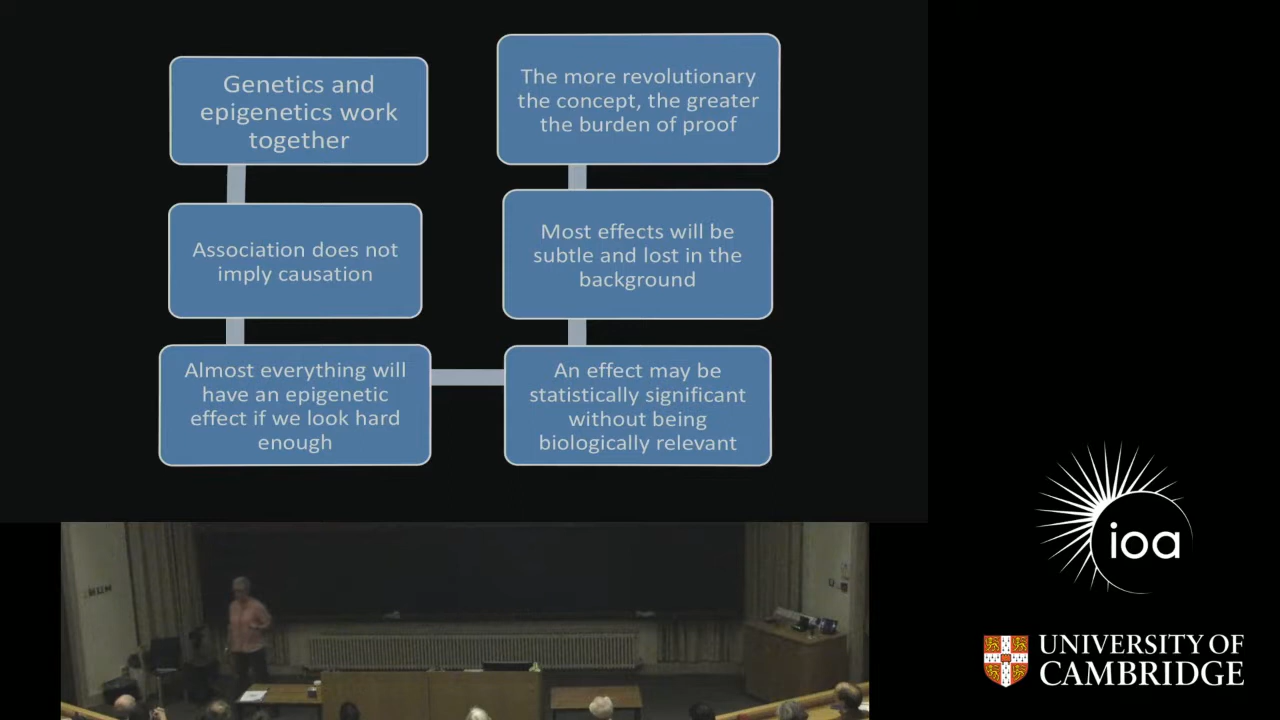 Genetics and
epigenetics work
together
Association does not
imply causation
Almost everything will
have an epigenetic
effect if we look hard
enough
An effect may be
statistically significant
without being
biologically relevant
Most effects will be
subtle and lost in the
background
The more revolutionary
the concept, the greater
the burden of proof
ioa
UNIVERSITY OF
CAMBRIDGE